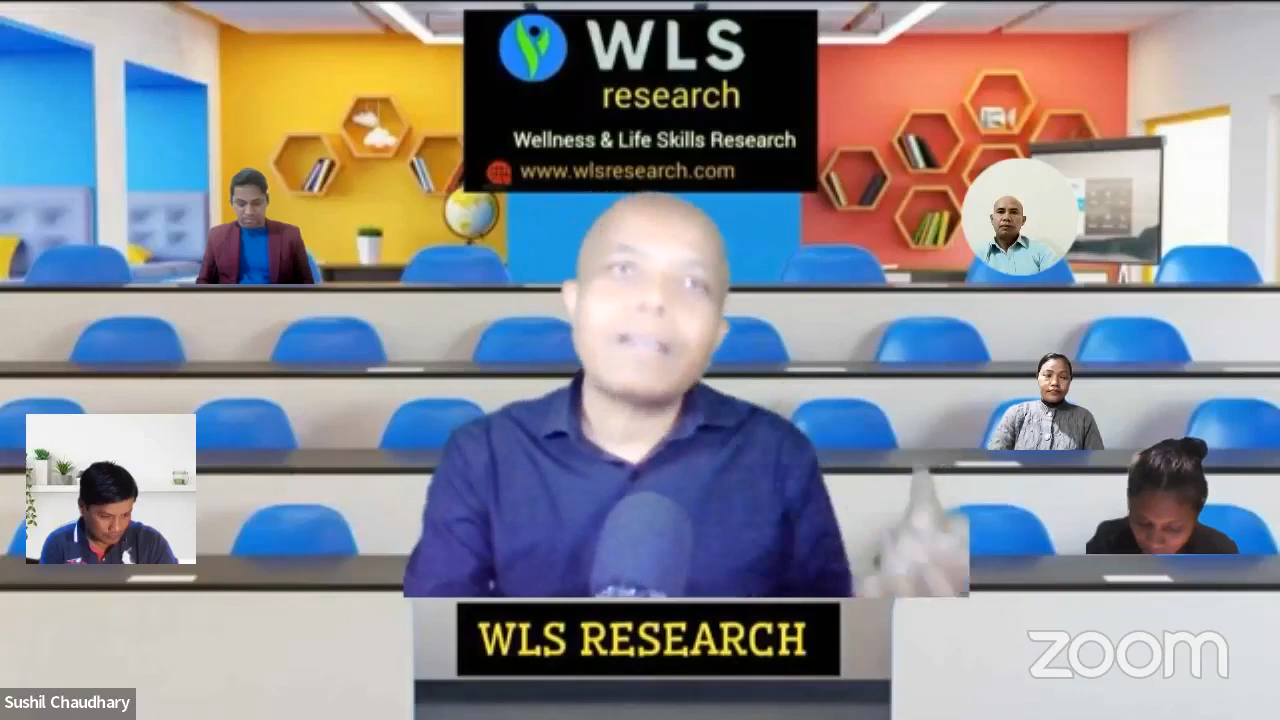 WLS
research
Wellness & Life Skills Research
www.wlsresearch.com
WLS RESEARCH
zoom
Sushil Chaudhary